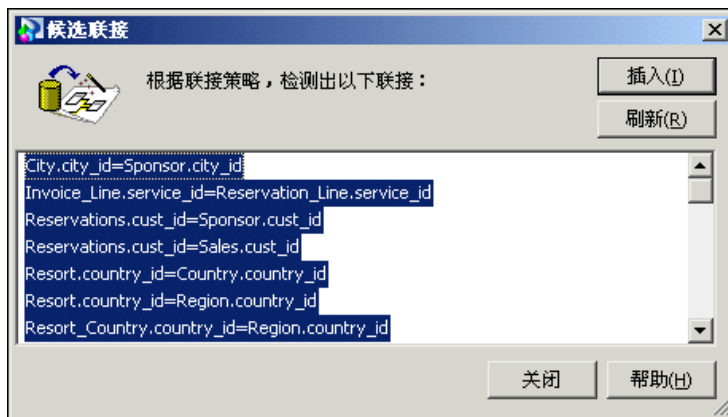 候选联接
根据联接策略，检测出以下联接：
插入(I)
刷新(R)
City.city_id=Sponsor.city_id
Invoice_Line.service_id=Reservation_Line.service_id
Reservations.cust_id=Sponsor.cust_id
Reservations.cust_id=Sales.cust_id
Resort.country_id=Country.country_id
Resort.country_id=Region.country_id
Resort_Country.country_id=Region.country_id
关闭
帮助(H)